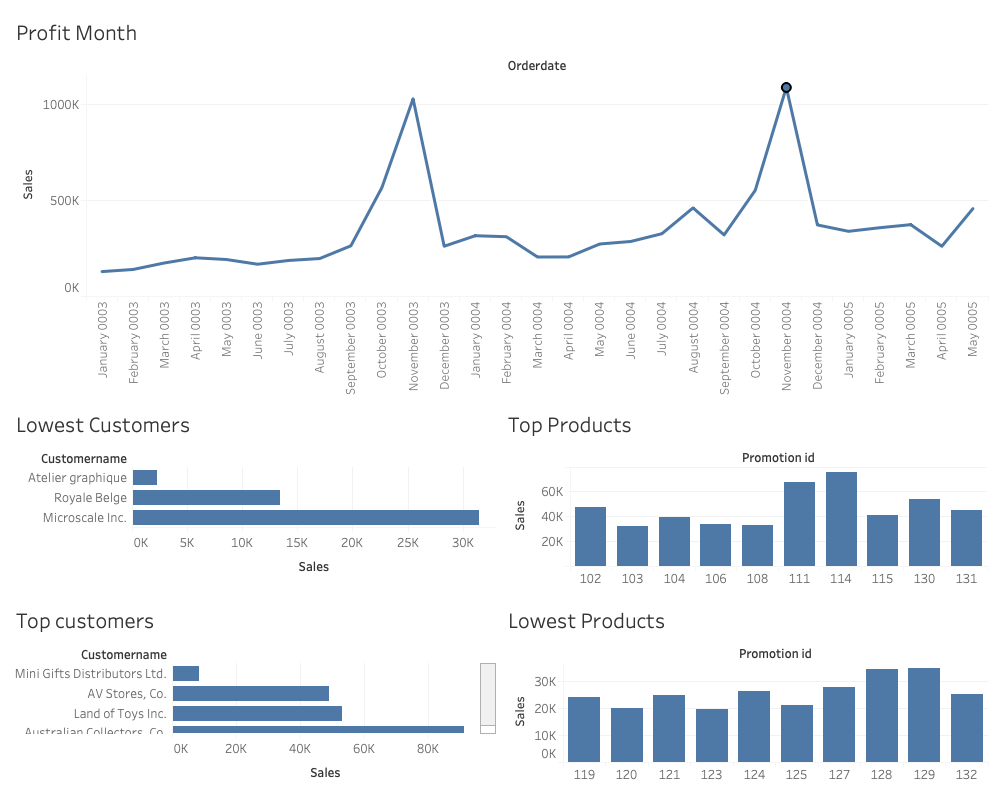 Profit Month
Orderdate
1000K
500K
0K
Sales
January 0003
February 0003
March 0003
April 0003
May 0003
June 0003
July 0003
August 0003
September 0003
October 0003
November 0003
December 0003
January 0004
February 0004
March 0004
April 0004
May 0004
June 0004
July 0004
August 0004
September 0004
October 0004
November 0004
December 0004
January 0005
February 0005
March 0005
April 0005
May 0005
Lowest Customers
Customername
Atelier graphique
Royale Belge
Microscale Inc.
0K 5K 10K 15K 20K 25K 30K
Sales
Top Products
Promotion id
60K
40K
20K
Sales
102 103 104 106 108 111 114 115 130 131
Top customers
Customername
Mini Gifts Distributors Ltd.
AV Stores, Co.
Land of Toys Inc.
Australian Collectors, Co.
0K 20K 40K 60K 80K
Sales
Lowest Products
Promotion id
30K
20K
10K
0K
Sales
119 120 121 123 124 125 127 128 129 132